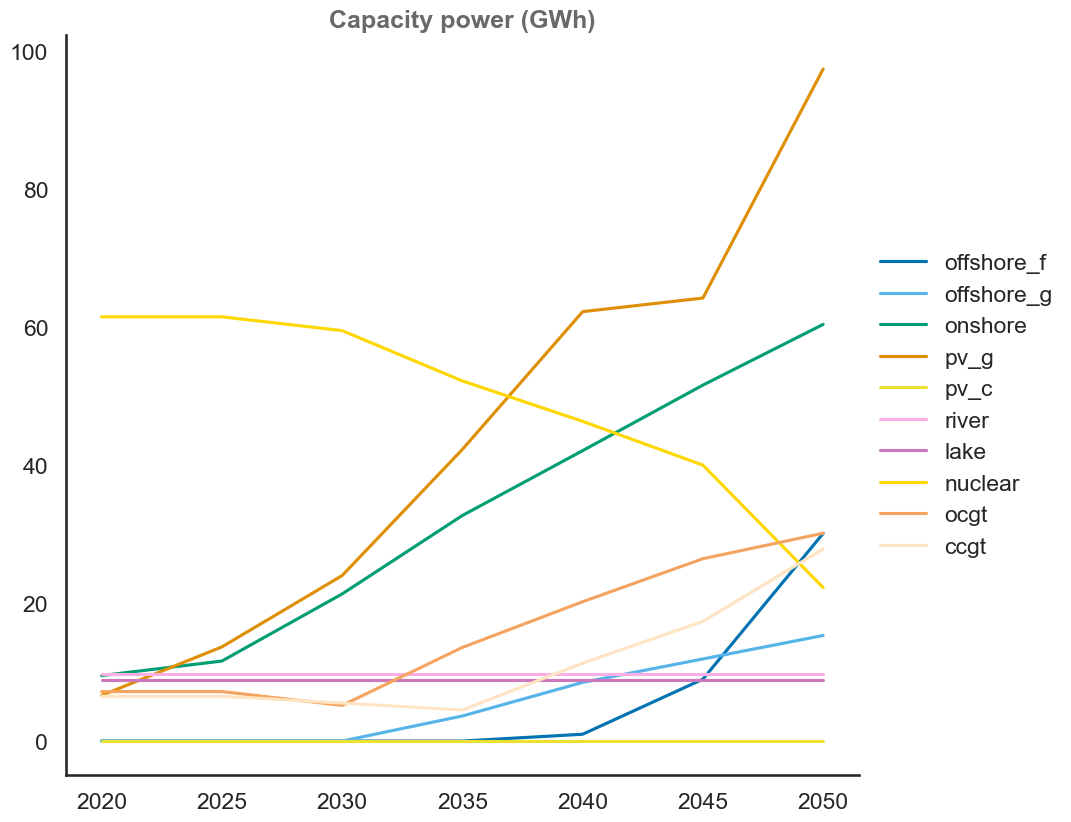 Capacity power (GWh)
100
80
60
40
20
0
2020 2025 2030 2035 2040 2045 2050
offshore_f
offshore_g
onshore
pv_g
pv_c
river
lake
nuclear
ocgt
ccgt